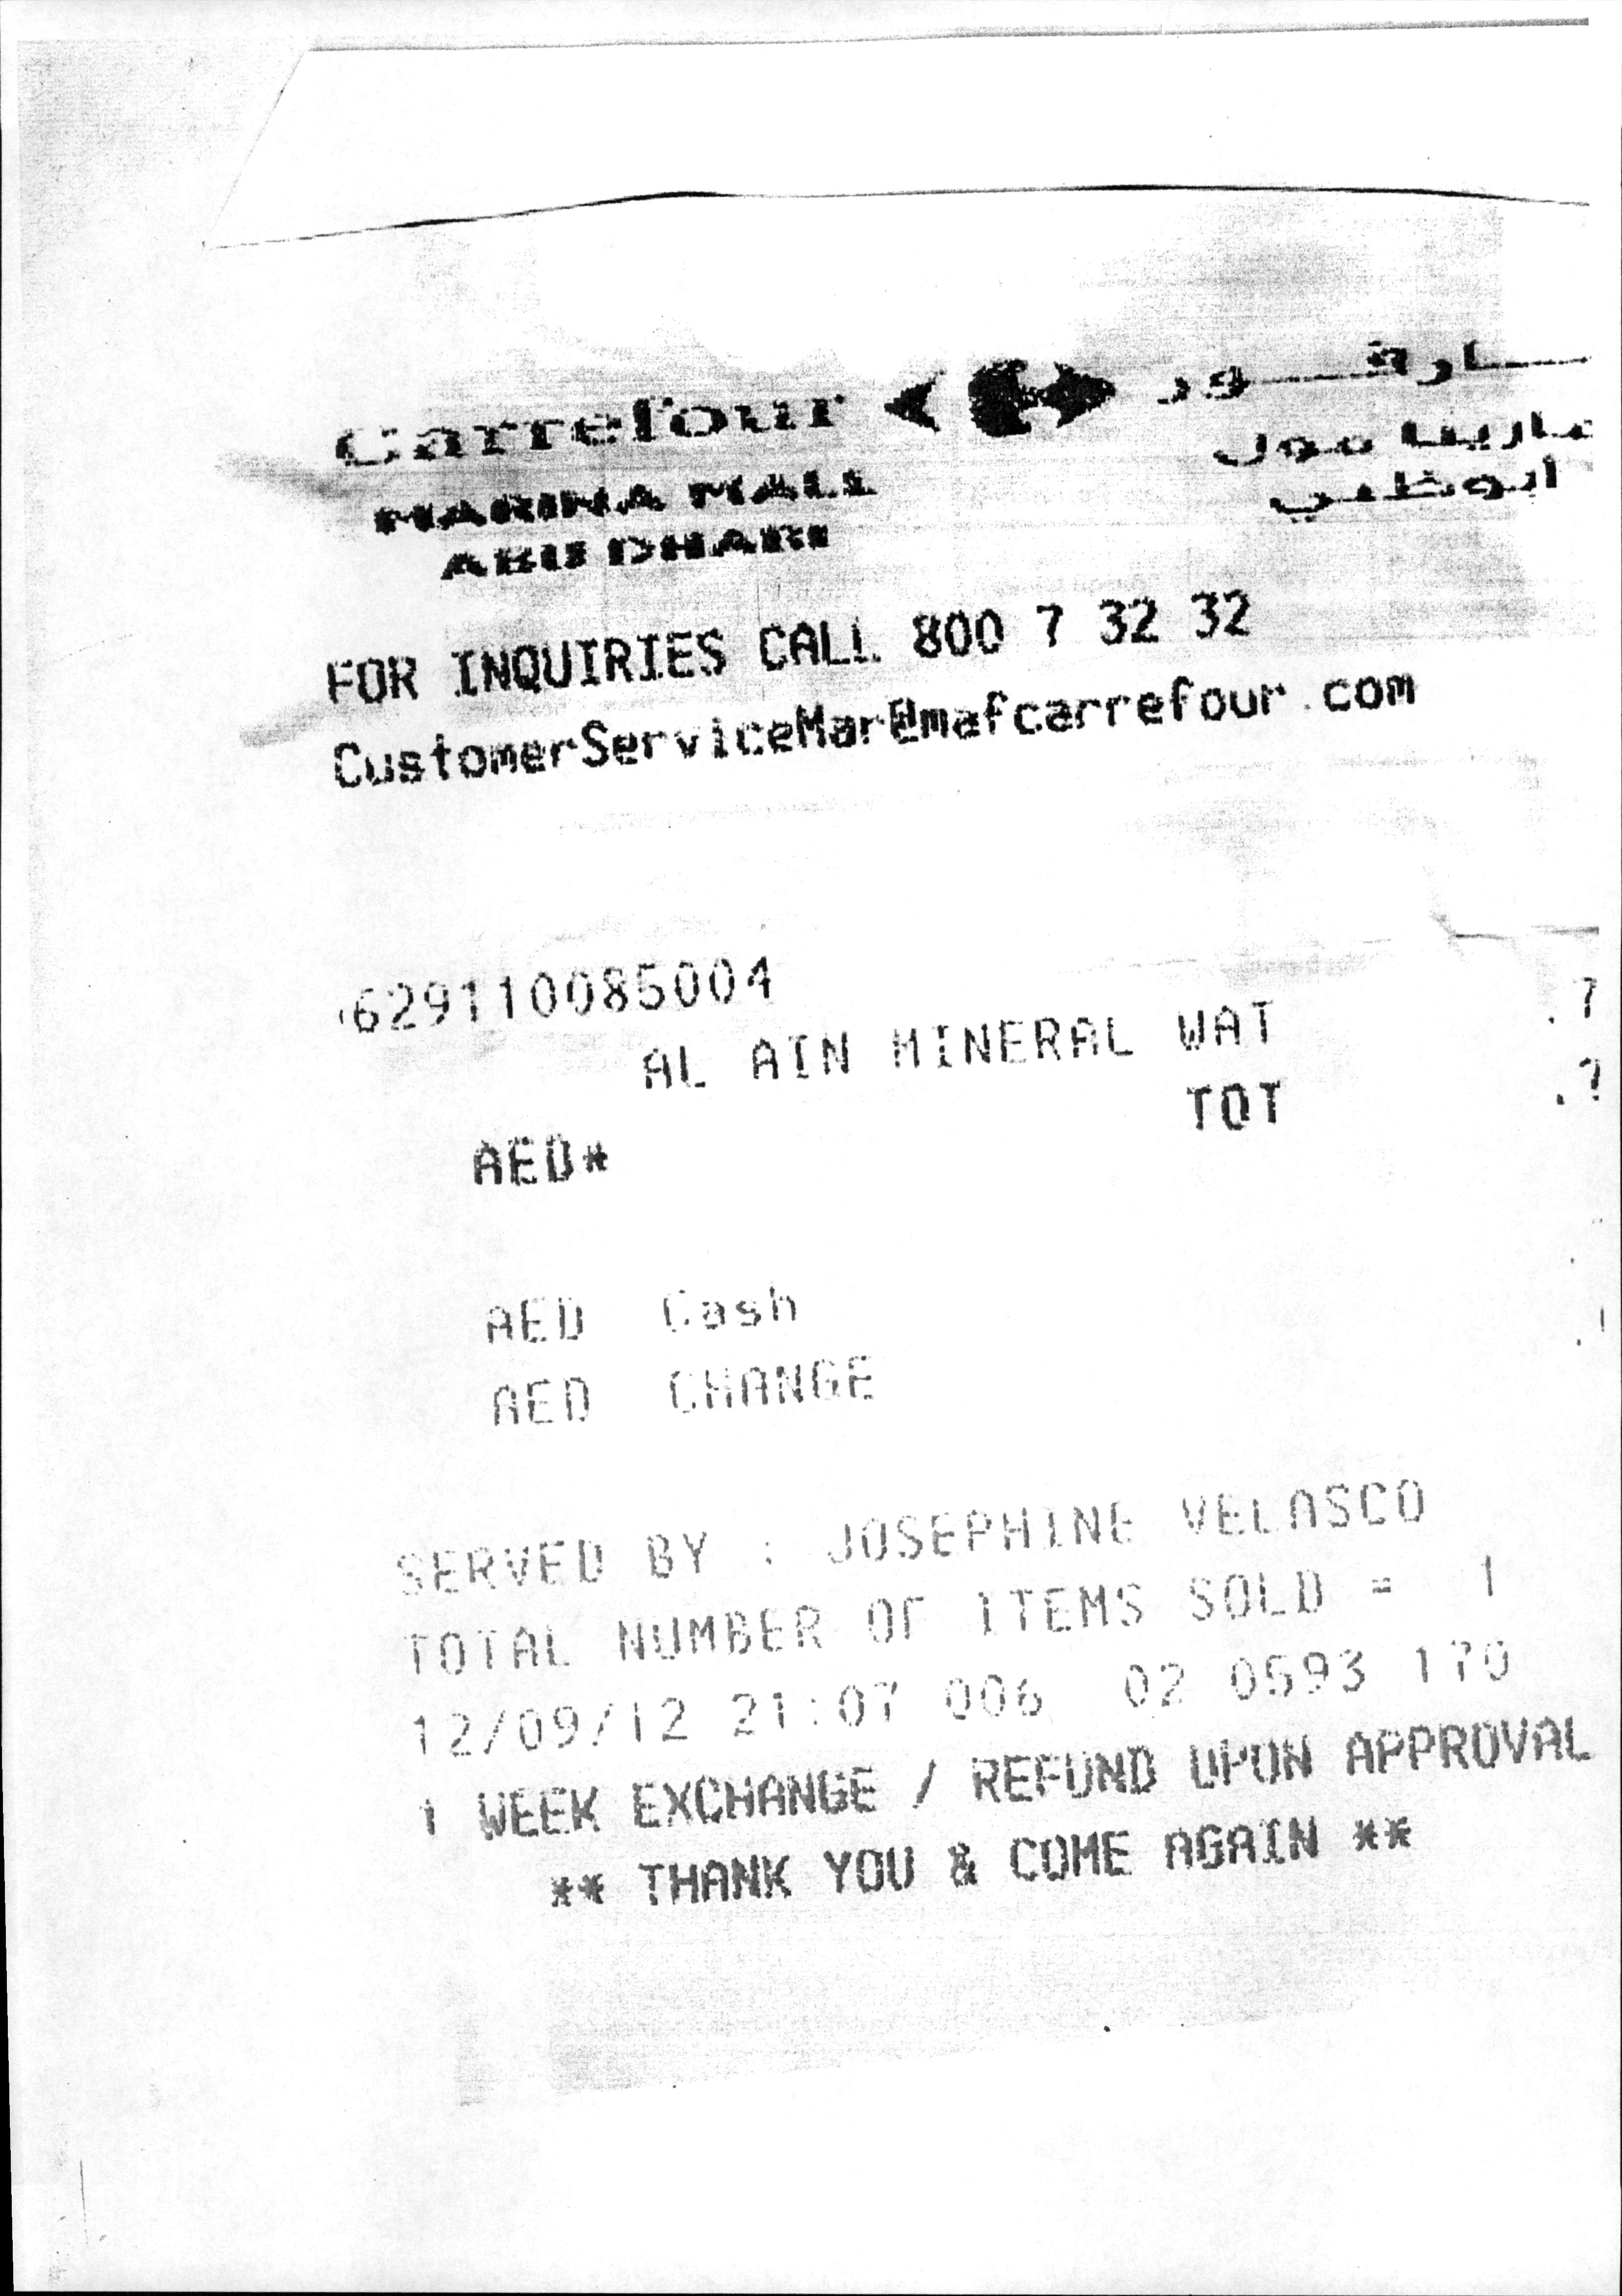 Carrefour كـــارفـــور
MARINA MALL مارينا مول
ABU DHABI أبوظبي
FOR INQUIRIES CALL 800 7 32 32
CustomerServiceMar@mafcarrefour.com
629110085004
AL AIN MINERAL WAT .7
TOT .7
AED*
AED Cash
AED CHANGE
SERVED BY : JOSEPHINE VELASCO
TOTAL NUMBER OF ITEMS SOLD = 1
12/09/12 21:07 006 02 0593 170
1 WEEK EXCHANGE / REFUND UPON APPROVAL
** THANK YOU & COME AGAIN **